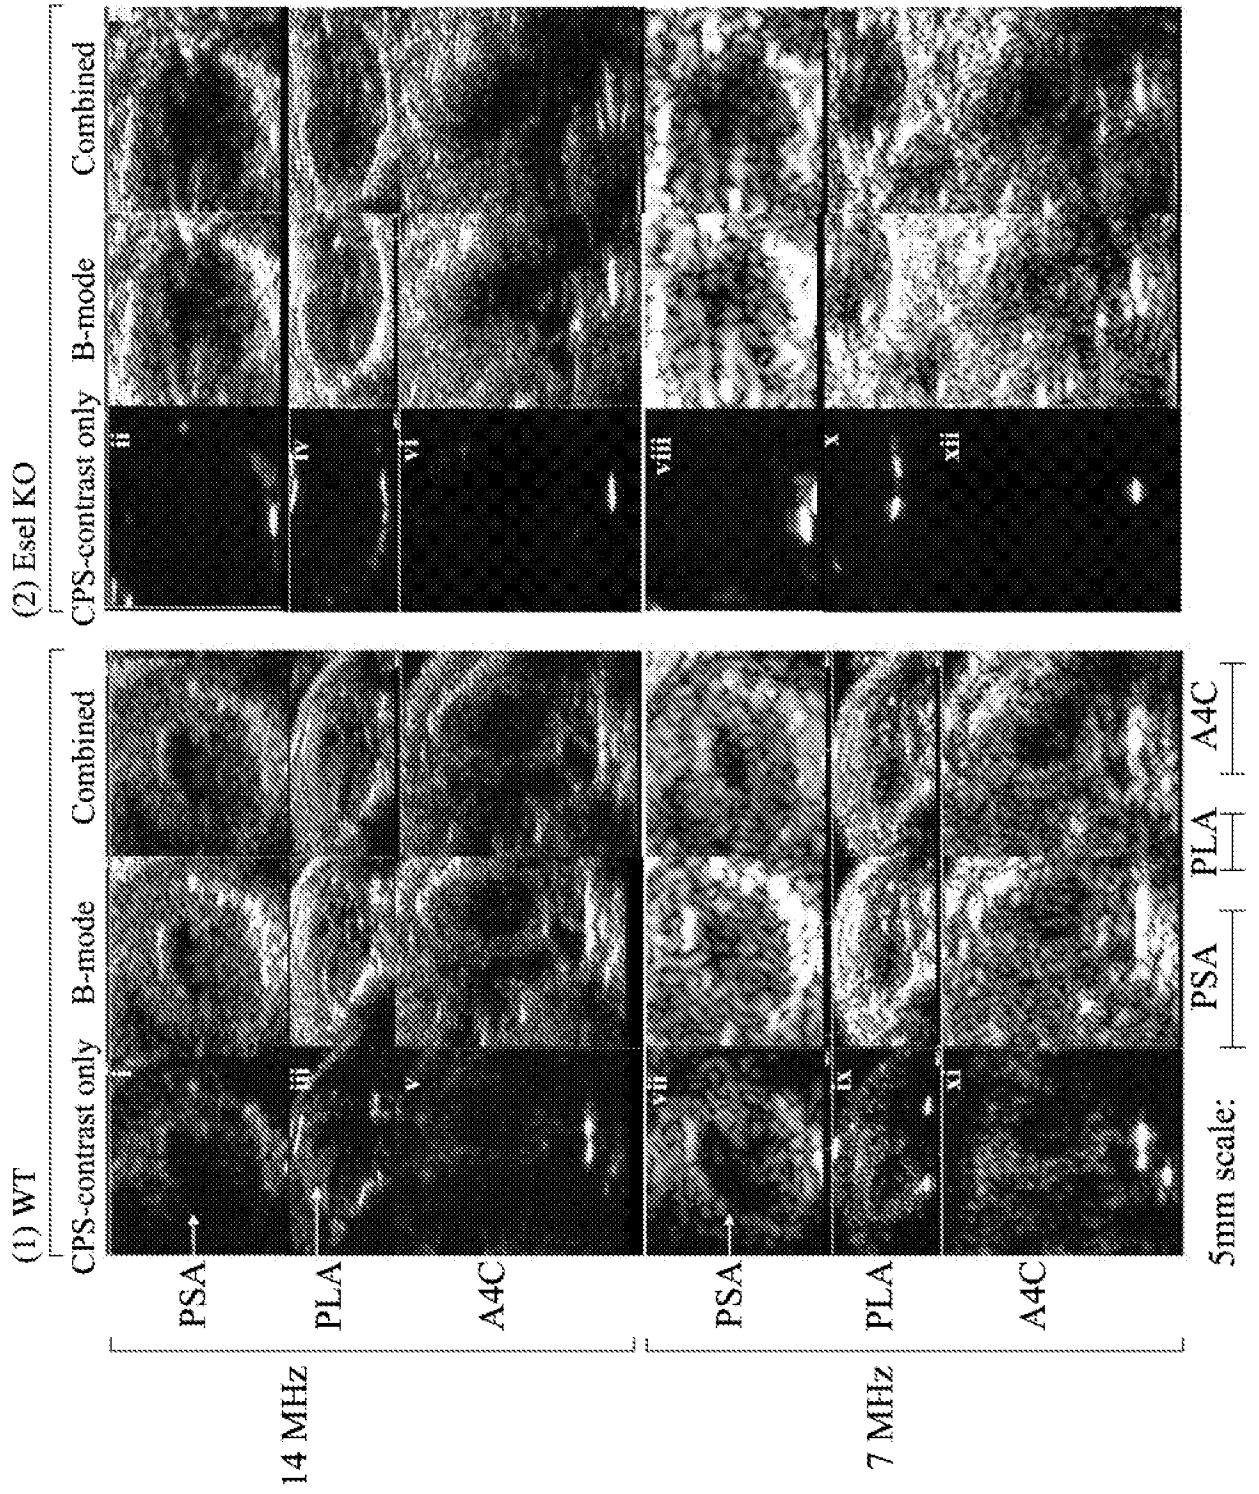 (1) WT
(2) Esel KO
CPS-contrast only B-mode Combined
CPS-contrast only B-mode Combined
14 MHz
PSA
i
ii
PLA
iii
iv
A4C
v
vi
7 MHz
PSA
vii
viii
PLA
ix
x
A4C
xi
xii
5mm scale:
PSA PLA A4C